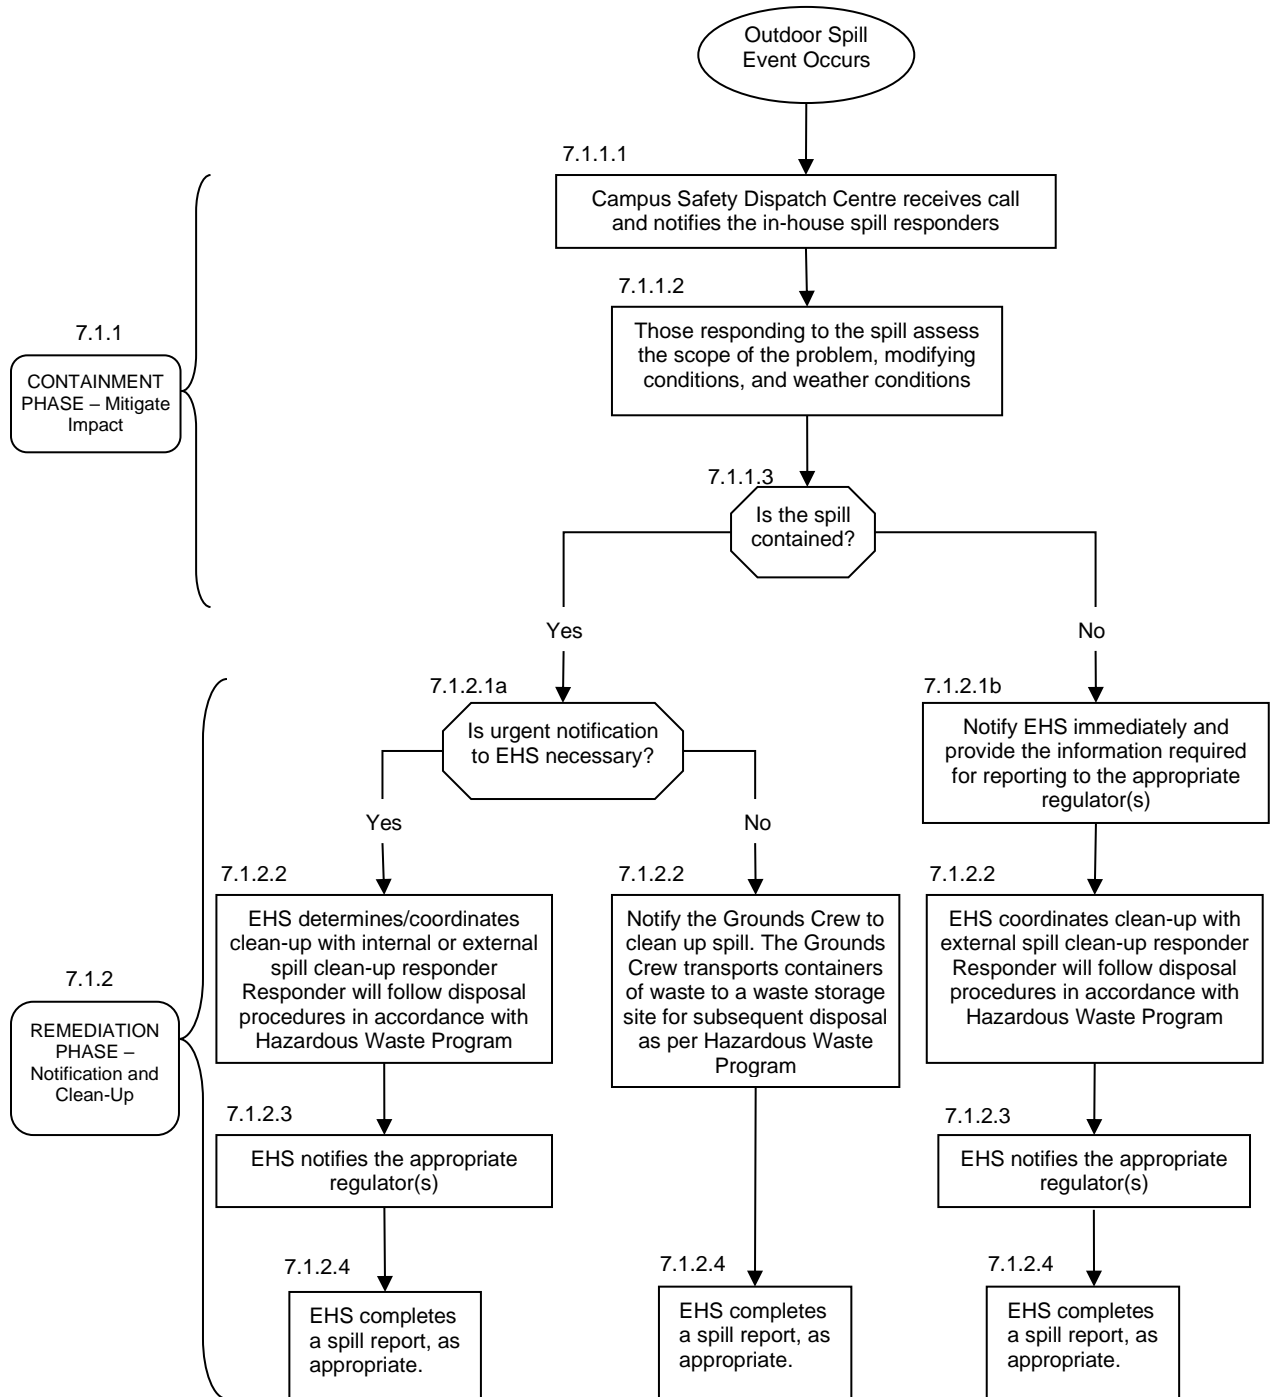 Outdoor Spill
Event Occurs
7.1.1.1
Campus Safety Dispatch Centre receives call
and notifies the in-house spill responders
7.1.1.2
Those responding to the spill assess
the scope of the problem, modifying
conditions, and weather conditions
7.1.1
CONTAINMENT
PHASE – Mitigate
Impact
7.1.1.3
Is the spill
contained?
Yes
No
7.1.2.1a
Is urgent notification
to EHS necessary?
7.1.2.1b
Notify EHS immediately and
provide the information required
for reporting to the appropriate
regulator(s)
Yes
No
7.1.2.2
EHS determines/coordinates
clean-up with internal or external
spill clean-up responder
Responder will follow disposal
procedures in accordance with
Hazardous Waste Program
7.1.2.2
Notify the Grounds Crew to
clean up spill. The Grounds
Crew transports containers
of waste to a waste storage
site for subsequent disposal
as per Hazardous Waste
Program
7.1.2.2
EHS coordinates clean-up with
external spill clean-up responder
Responder will follow disposal
procedures in accordance with
Hazardous Waste Program
7.1.2
REMEDIATION
PHASE –
Notification and
Clean-Up
7.1.2.3
EHS notifies the appropriate
regulator(s)
7.1.2.3
EHS notifies the appropriate
regulator(s)
7.1.2.4
EHS completes
a spill report, as
appropriate.
7.1.2.4
EHS completes
a spill report, as
appropriate.
7.1.2.4
EHS completes
a spill report, as
appropriate.